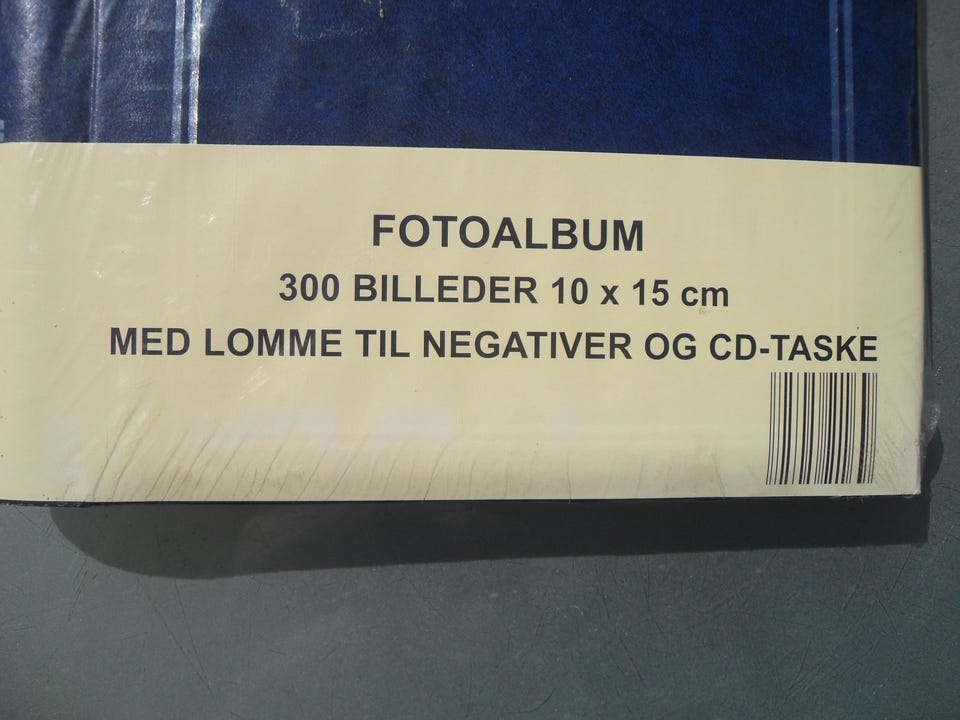 FOTOALBUM
300 BILLEDER 10 x 15 cm
MED LOMME TIL NEGATIVER OG CD-TASKE